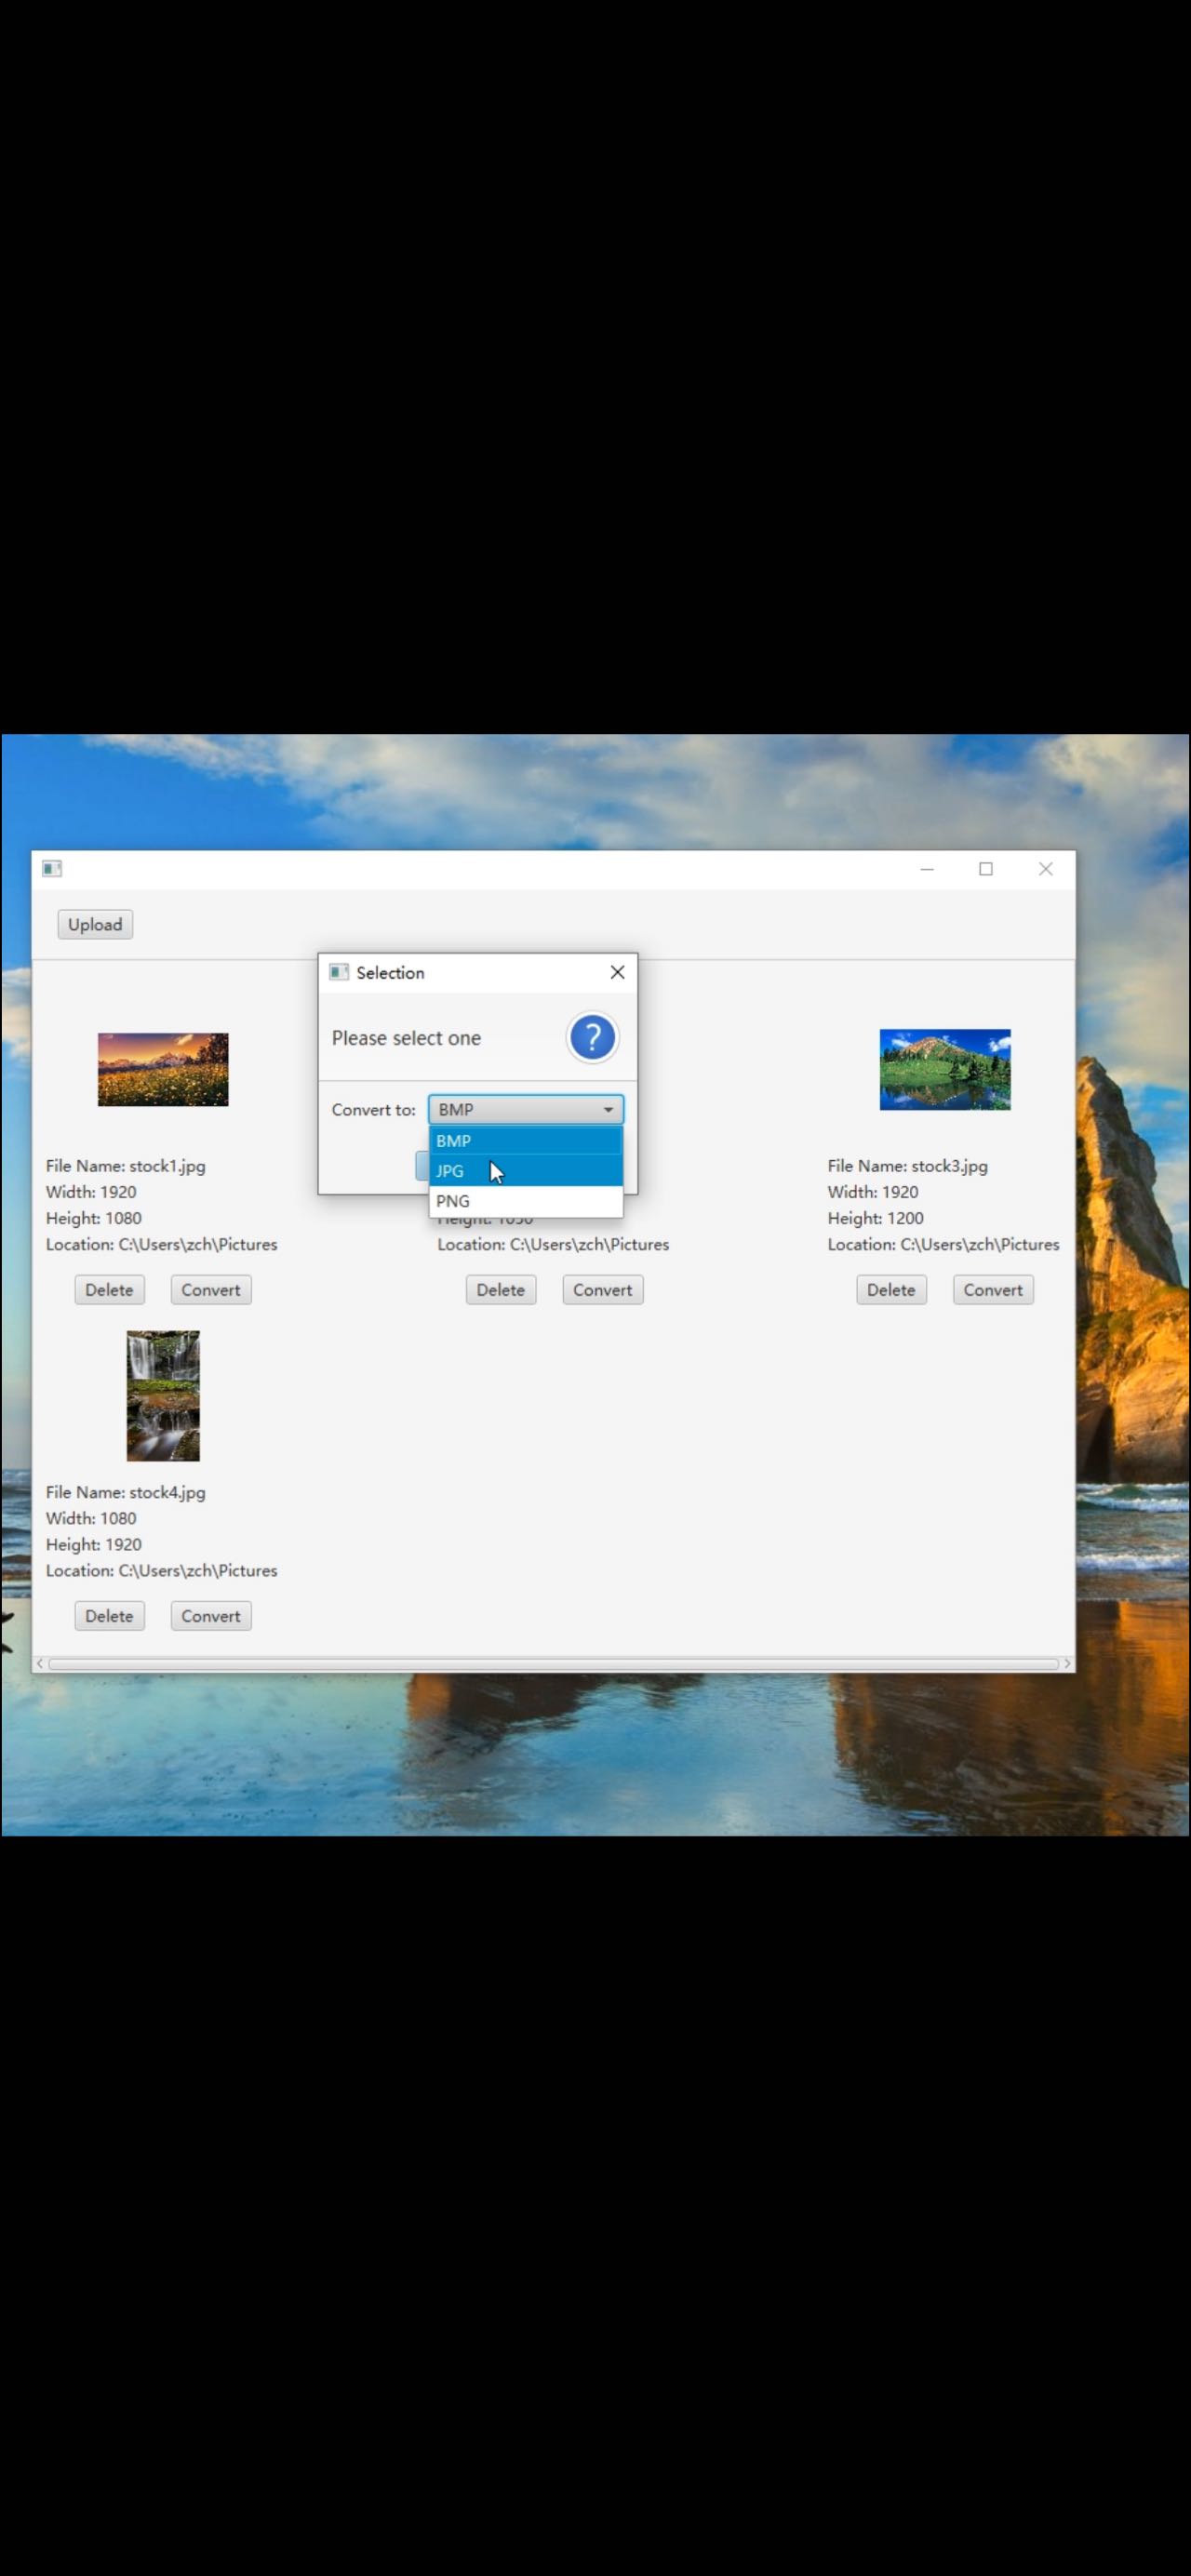 Upload
Selection
Please select one
Convert to: BMP
BMP
JPG
PNG
File Name: stock1.jpg
Width: 1920
Height: 1080
Location: C:\Users\zch\Pictures
Delete Convert
Location: C:\Users\zch\Pictures
Delete Convert
File Name: stock3.jpg
Width: 1920
Height: 1200
Location: C:\Users\zch\Pictures
Delete Convert
File Name: stock4.jpg
Width: 1080
Height: 1920
Location: C:\Users\zch\Pictures
Delete Convert